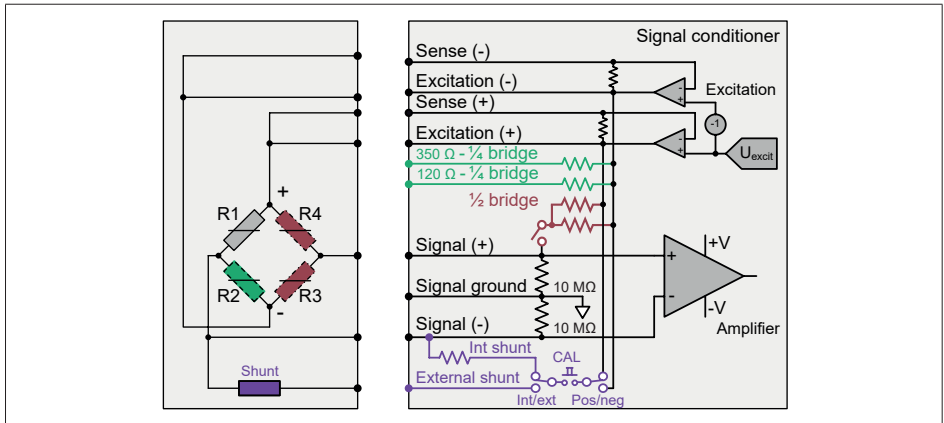 Signal conditioner
Sense (-)
Excitation (-)
Excitation
Sense (+)
-
+
-1
Excitation (+)
-
+
Uexcit
350 Ω - ¼ bridge
120 Ω - ¼ bridge
½ bridge
+
R1
R4
R2
R3
-
Signal (+)
+
+V
10 MΩ
Signal ground
-
-V
Signal (-)
10 MΩ
Amplifier
Int shunt
CAL
Shunt
External shunt
Int/ext
Pos/neg